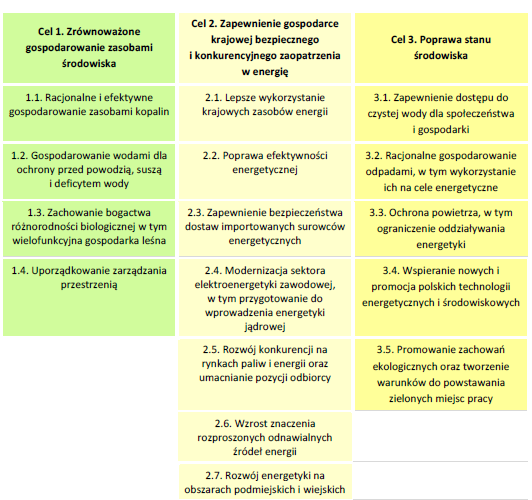 Cel 1. Zrównoważone
gospodarowanie zasobami
środowiska
Cel 2. Zapewnienie gospodarce
krajowej bezpiecznego
i konkurencyjnego zaopatrzenia
w energię
Cel 3. Poprawa stanu
środowiska
1.1. Racjonalne i efektywne
gospodarowanie zasobami kopalin
2.1. Lepsze wykorzystanie
krajowych zasobów energii
3.1. Zapewnienie dostępu do
czystej wody dla społeczeństwa
i gospodarki
1.2. Gospodarowanie wodami dla
ochrony przed powodzią, suszą
i deficytem wody
2.2. Poprawa efektywności
energetycznej
3.2. Racjonalne gospodarowanie
odpadami, w tym wykorzystanie
ich na cele energetyczne
1.3. Zachowanie bogactwa
różnorodności biologicznej w tym
wielofunkcyjna gospodarka leśna
2.3. Zapewnienie bezpieczeństwa
dostaw importowanych surowców
energetycznych
3.3. Ochrona powietrza, w tym
ograniczenie oddziaływania
energetyki
1.4. Uporządkowanie zarządzania
przestrzenią
2.4. Modernizacja sektora
elektroenergetyki zawodowej,
w tym przygotowanie do
wprowadzenia energetyki
jądrowej
3.4. Wspieranie nowych i
promocja polskich technologii
energetycznych i środowiskowych
2.5. Rozwój konkurencji na
rynkach paliw i energii oraz
umacnianie pozycji odbiorcy
3.5. Promowanie zachowań
ekologicznych oraz tworzenie
warunków do powstawania
zielonych miejsc pracy
2.6. Wzrost znaczenia
rozproszonych odnawialnych
źródeł energii
2.7. Rozwój energetyki na
obszarach podmiejskich i wiejskich